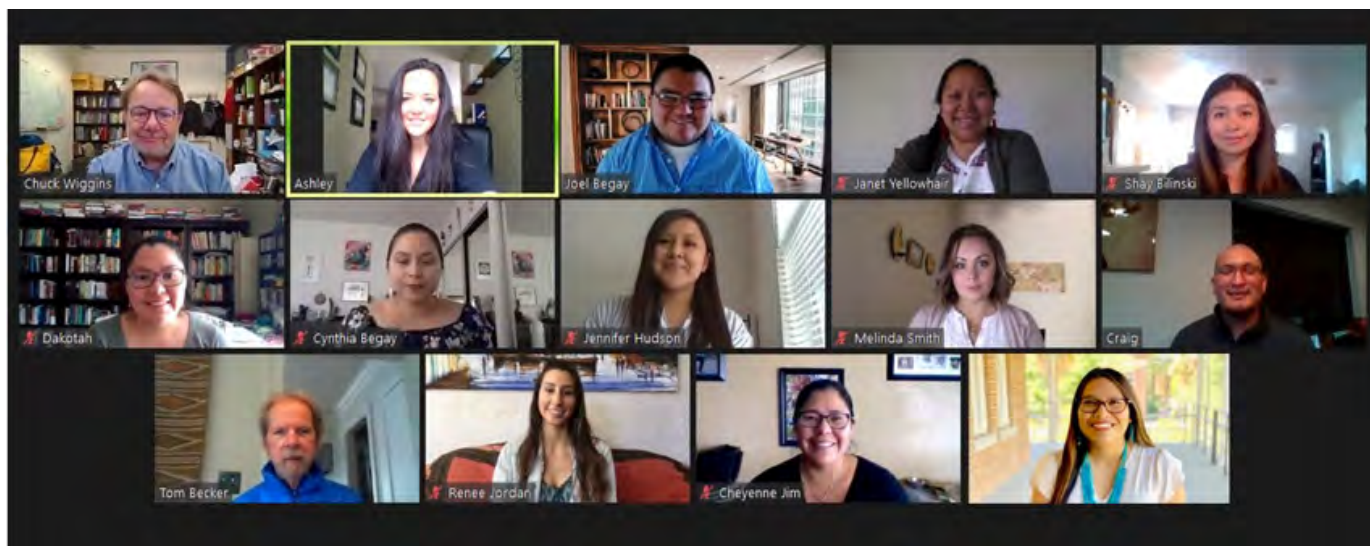 Chuck Wiggins
Ashley
Joel Begay
Janet Yellowhair
Shay Bilinski
Dakotah
Cynthia Begay
Jennifer Hudson
Melinda Smith
Craig
Tom Becker
Renee Jordan
Cheyenne Jim